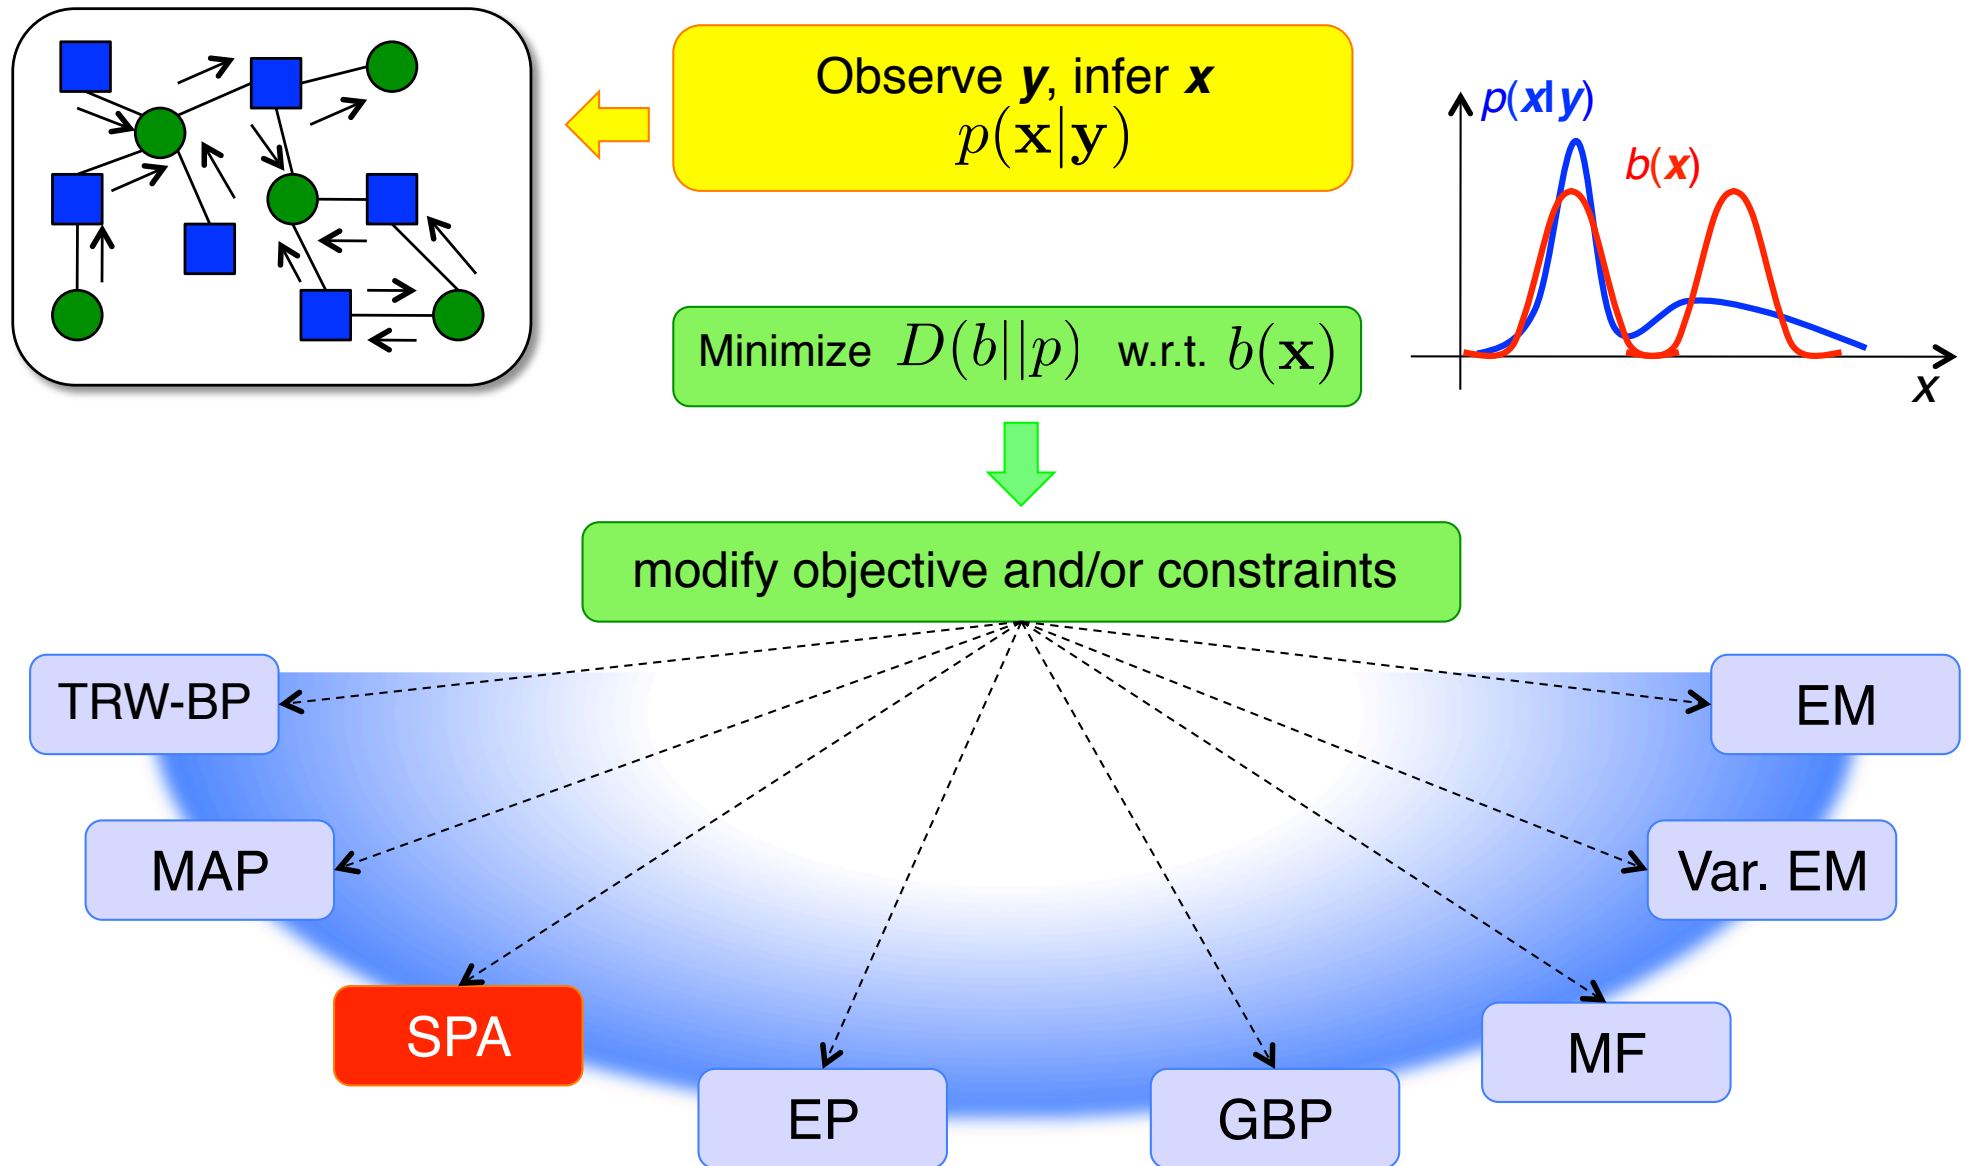 Observe y, infer x
p(x|y)
p(x|y)
b(x)
x
Minimize D(b||p) w.r.t. b(x)
modify objective and/or constraints
TRW-BP
EM
MAP
Var. EM
SPA
MF
EP
GBP